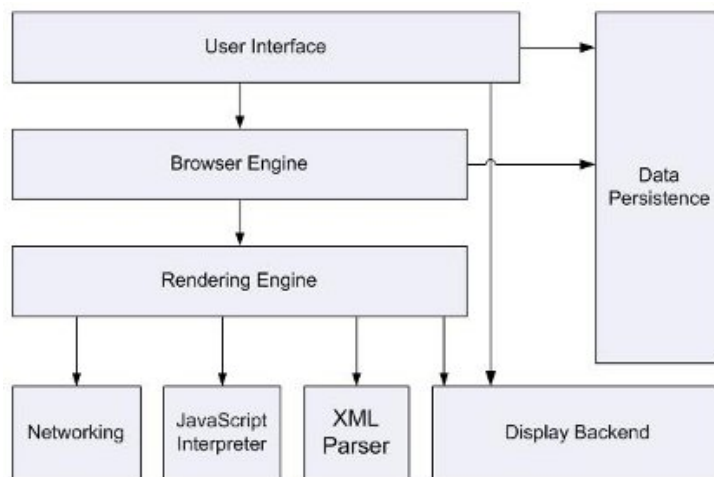 User Interface
Browser Engine
Data
Persistence
Rendering Engine
Networking
JavaScript
Interpreter
XML
Parser
Display Backend